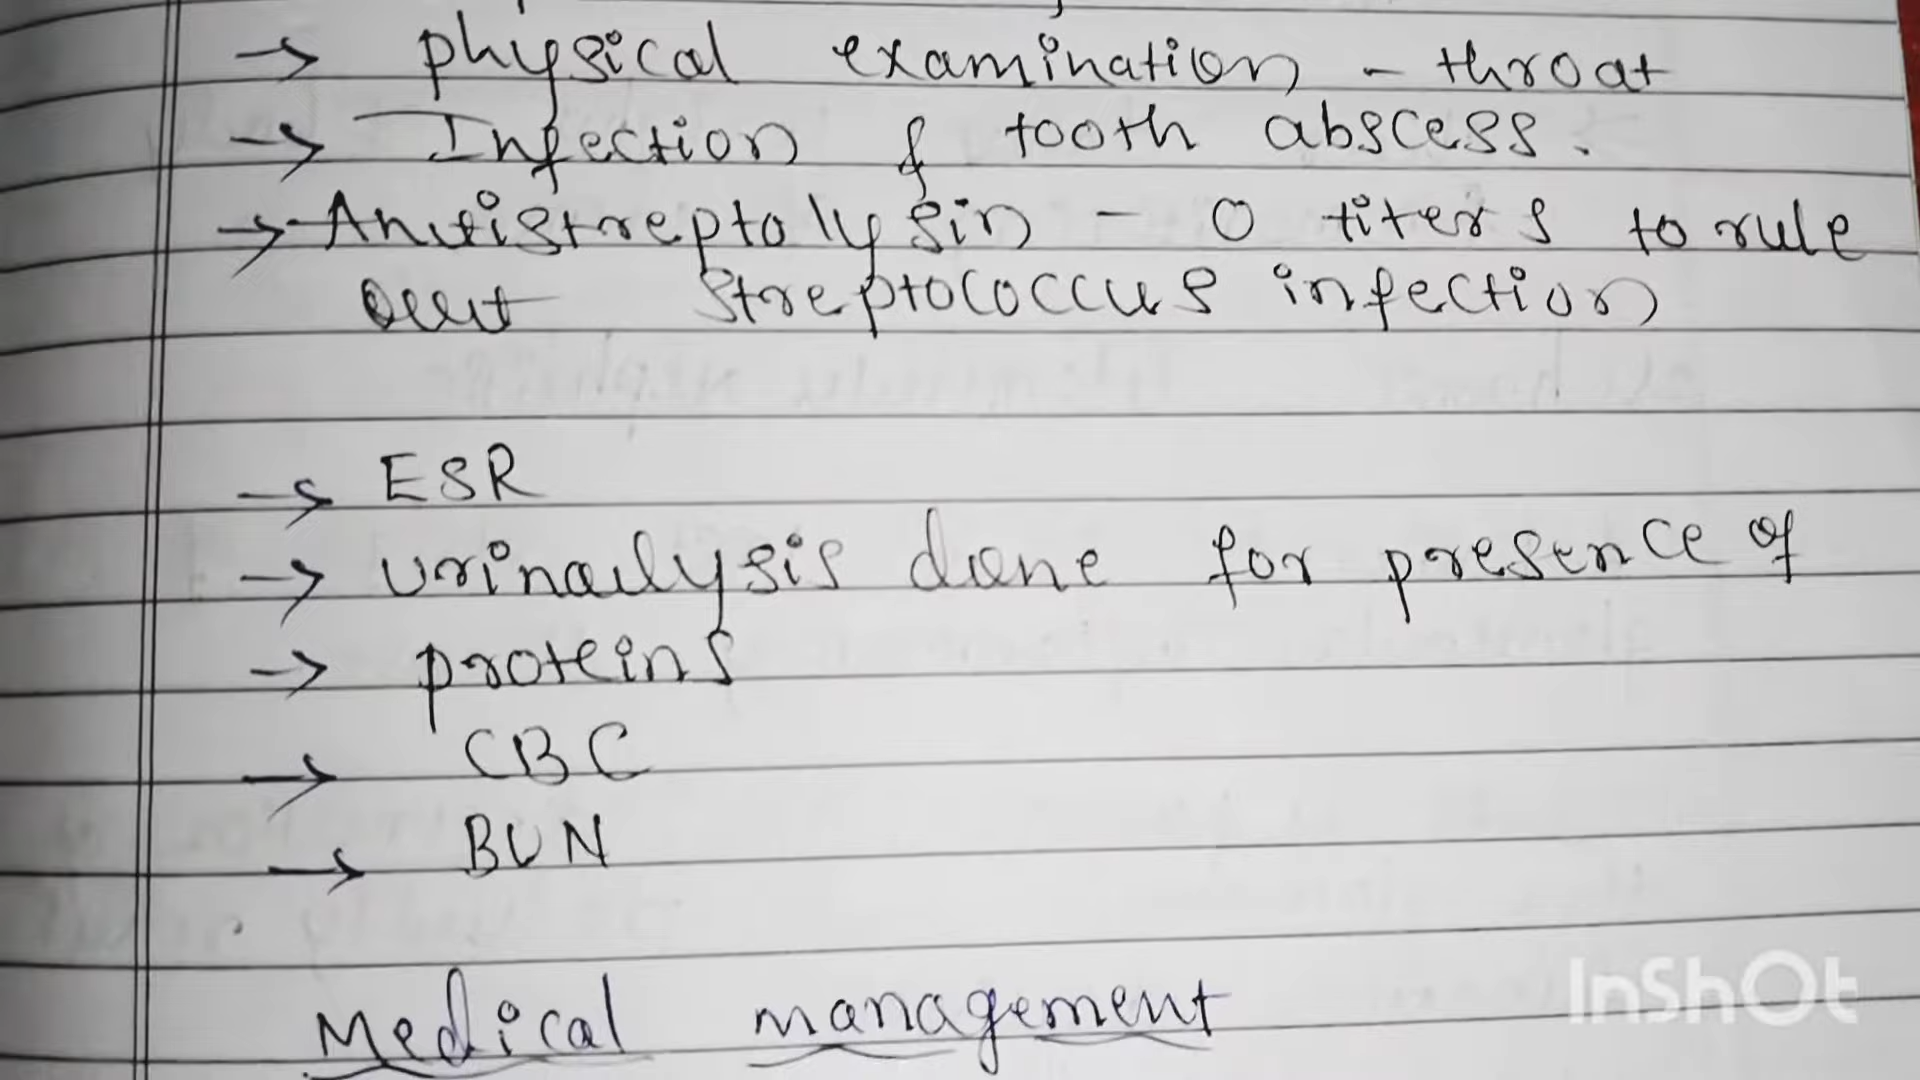 → physical examination - throat
→ Infection & tooth abscess.
→ Antistreptolysin - O titers to rule
out Streptococcus infection
→ ESR
→ urinalysis done for presence of
→ proteins
→ CBC
→ BUN
Medical management
InShOt